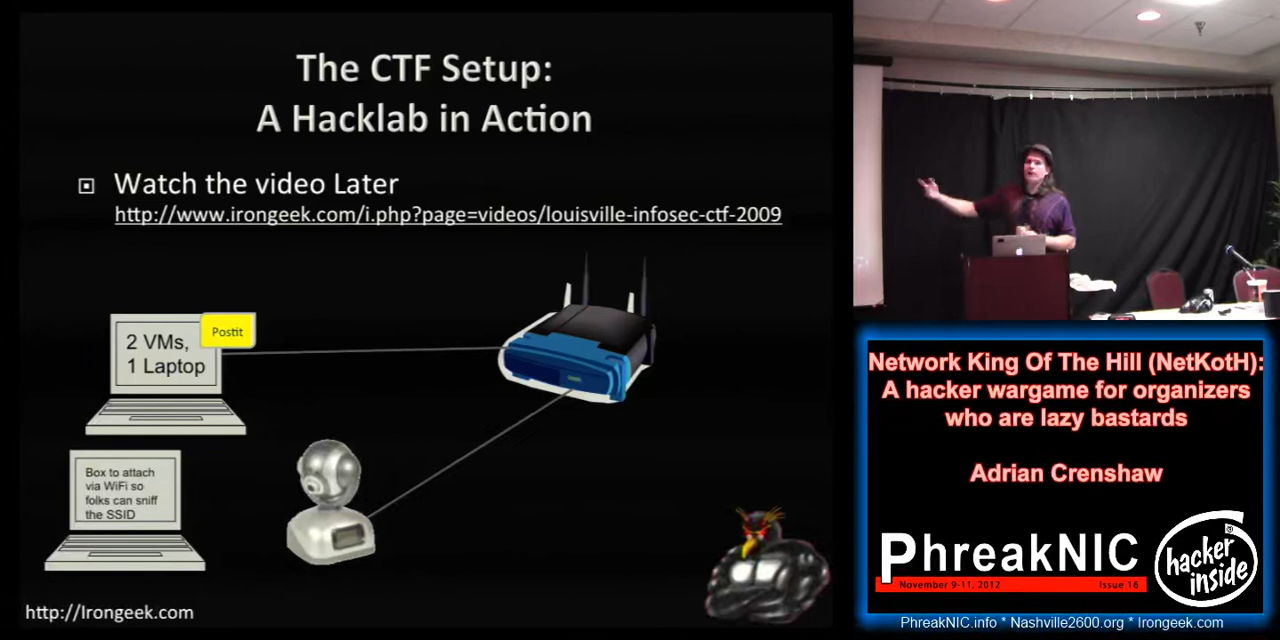 The CTF Setup:
A Hacklab in Action
Watch the video Later
http://www.irongeek.com/i.php?page=videos/louisville-infosec-ctf-2009
Postit
2 VMs,
1 Laptop
Box to attach
via WiFi so
folks can sniff
the SSID
http://Irongeek.com
Network King Of The Hill (NetKotH):
A hacker wargame for organizers
who are lazy bastards
Adrian Crenshaw
PhreakNIC
November 9-11, 2012
Issue 16
hacker
inside
PhreakNIC.info * Nashville2600.org * Irongeek.com